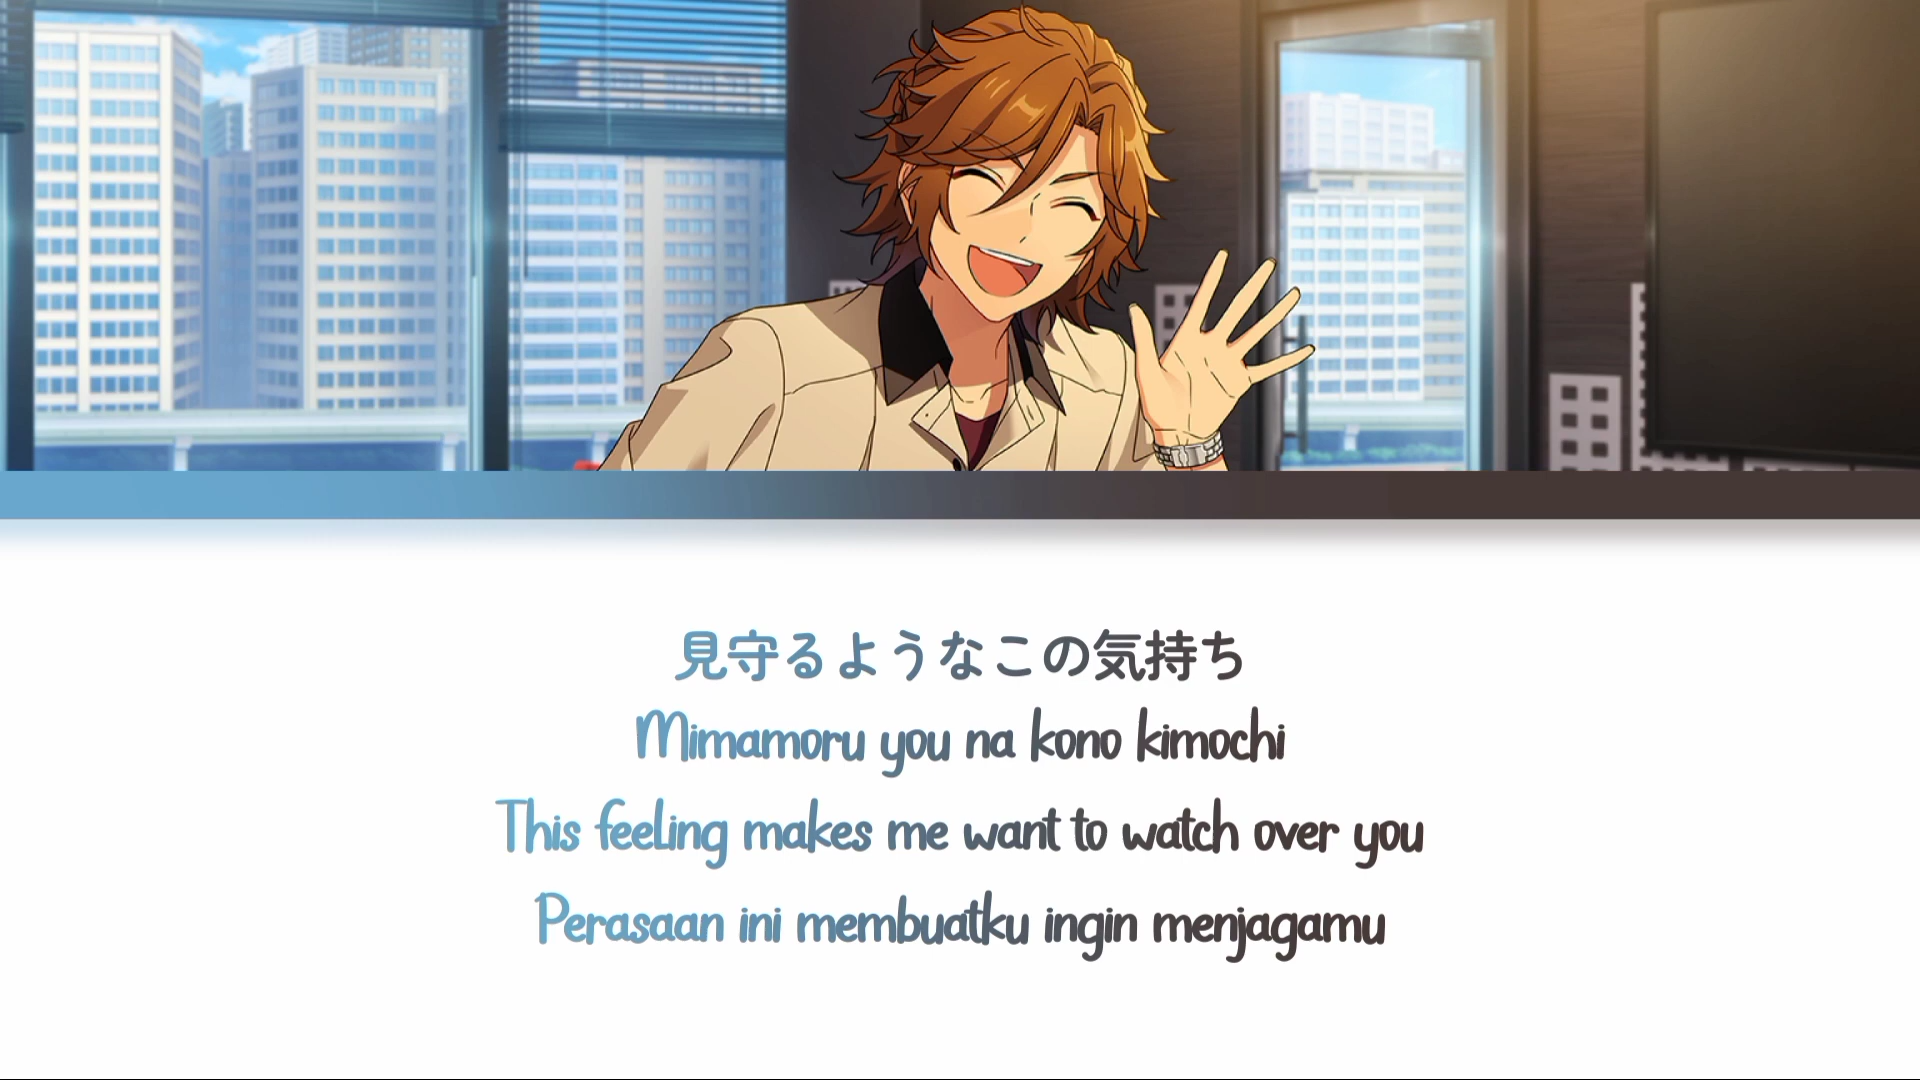 見守るようなこの気持ち
Mimamoru you na kono kimochi
This feeling makes me want to watch over you
Perasaan ini membuatku ingin menjagamu